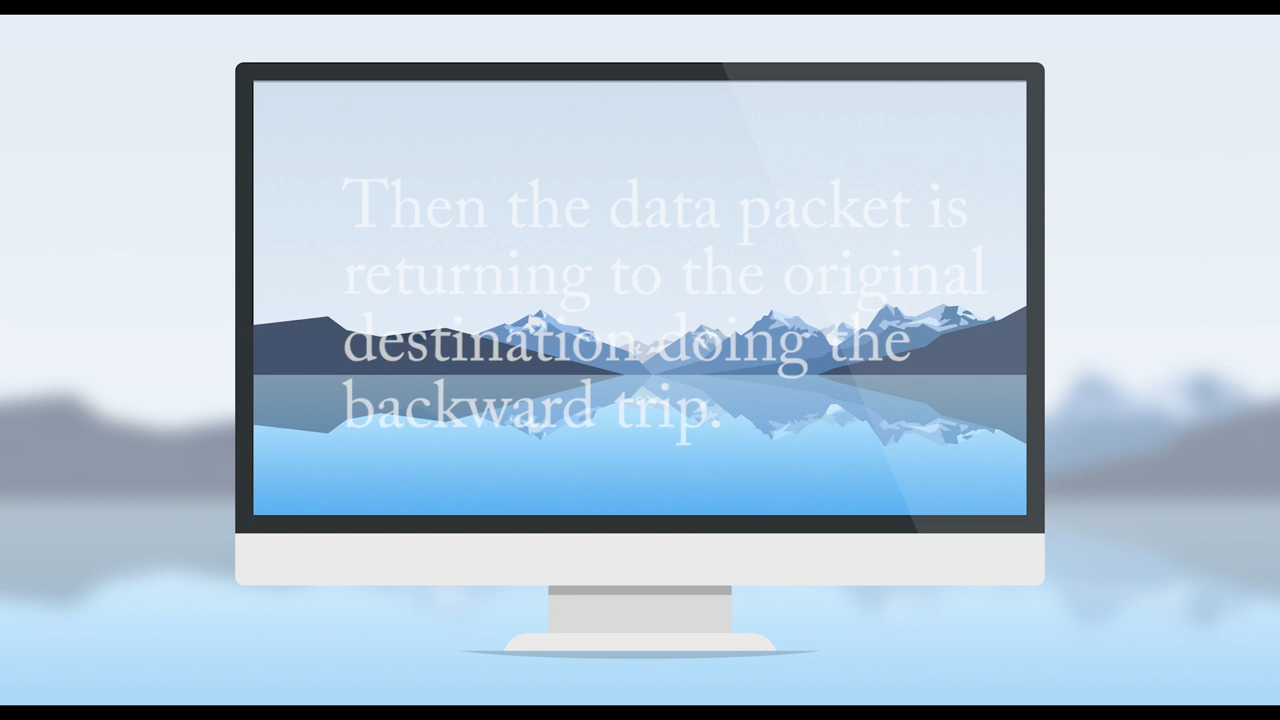 Then the data packet is
returning to the original
destination doing the
backward trip.